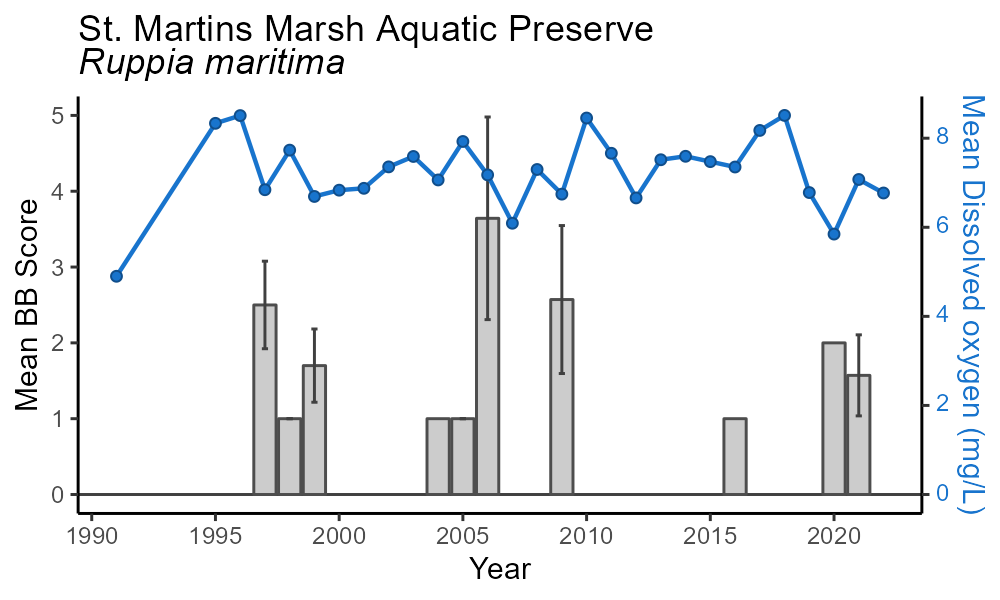 St. Martins Marsh Aquatic Preserve
Ruppia maritima
Mean BB Score
5
4
3
2
1
0
8
6
4
2
0
Mean Dissolved oxygen (mg/L)
1990 1995 2000 2005 2010 2015 2020
Year